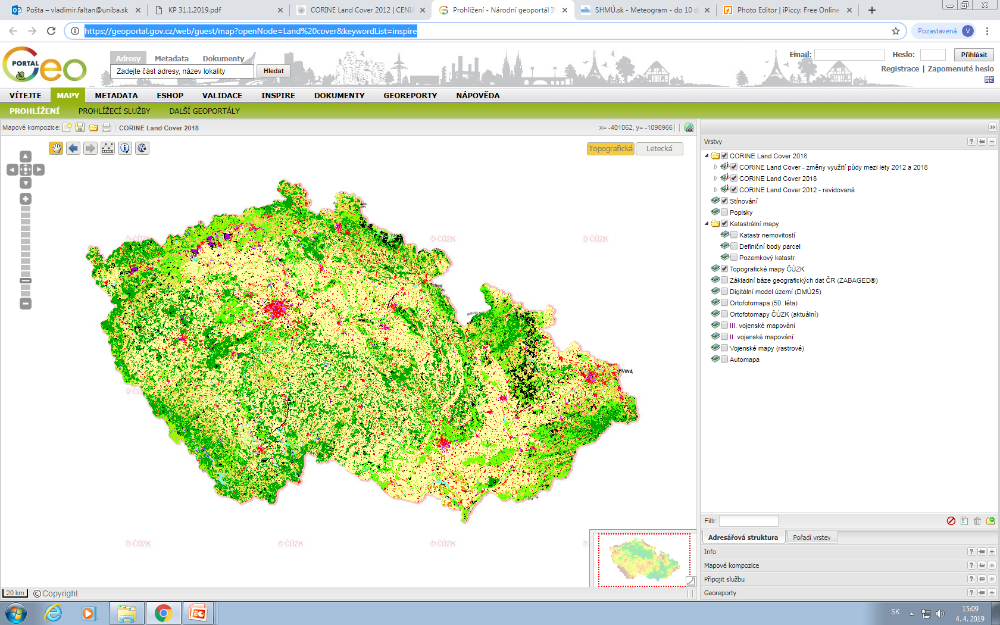 Pošta – vladimir.faltan@uniba.sk
KP 31.1.2019.pdf
CORINE Land Cover 2012 | CENIA
Prohlížení - Národní geoportál IN
SHMÚ.sk - Meteogram - do 10 d
Photo Editor | iPiccy: Free Online
https://geoportal.gov.cz/web/guest/map?openNode=Land%20cover&keywordList=inspire
Pozastavená V
PORTAL
Geo
Adresy Metadata Dokumenty
Zadejte část adresy, název lokality Hledat
Email: Heslo: Přihlásit
Registrace | Zapomenuté heslo
VÍTEJTE MAPY METADATA ESHOP VALIDACE INSPIRE DOKUMENTY GEOREPORTY NÁPOVĚDA
PROHLÍŽENÍ PROHLÍŽECÍ SLUŽBY DALŠÍ GEOPORTÁLY
Mapové kompozice: | CORINE Land Cover 2018
x= -401062, y= -1098966
Topografická Letecká
© ČÚZK
© ČÚZK
© ČÚZK
RVINÁ
© ČÚZK
© ČÚZK
© ČÚZK
20 km
© Copyright
Vrstvy
CORINE Land Cover 2018
CORINE Land Cover - změny využití půdy mezi lety 2012 a 2018
CORINE Land Cover 2018
CORINE Land Cover 2012 - revidovaná
Stínování
Popisky
Katastrální mapy
Katastr nemovitostí
Definiční body parcel
Pozemkový katastr
Topografické mapy ČÚZK
Základní báze geografických dat ČR (ZABAGED®)
Digitální model území (DMÚ25)
Ortofotomapa (50. léta)
Ortofotomapy ČÚZK (aktuální)
III. vojenské mapování
II. vojenské mapování
Vojenské mapy (rastrové)
Automapa
Filtr:
Adresářová struktura Pořadí vrstev
Info
Mapové kompozice
Připojit službu
Georeporty
SK
15:09
4. 4. 2019